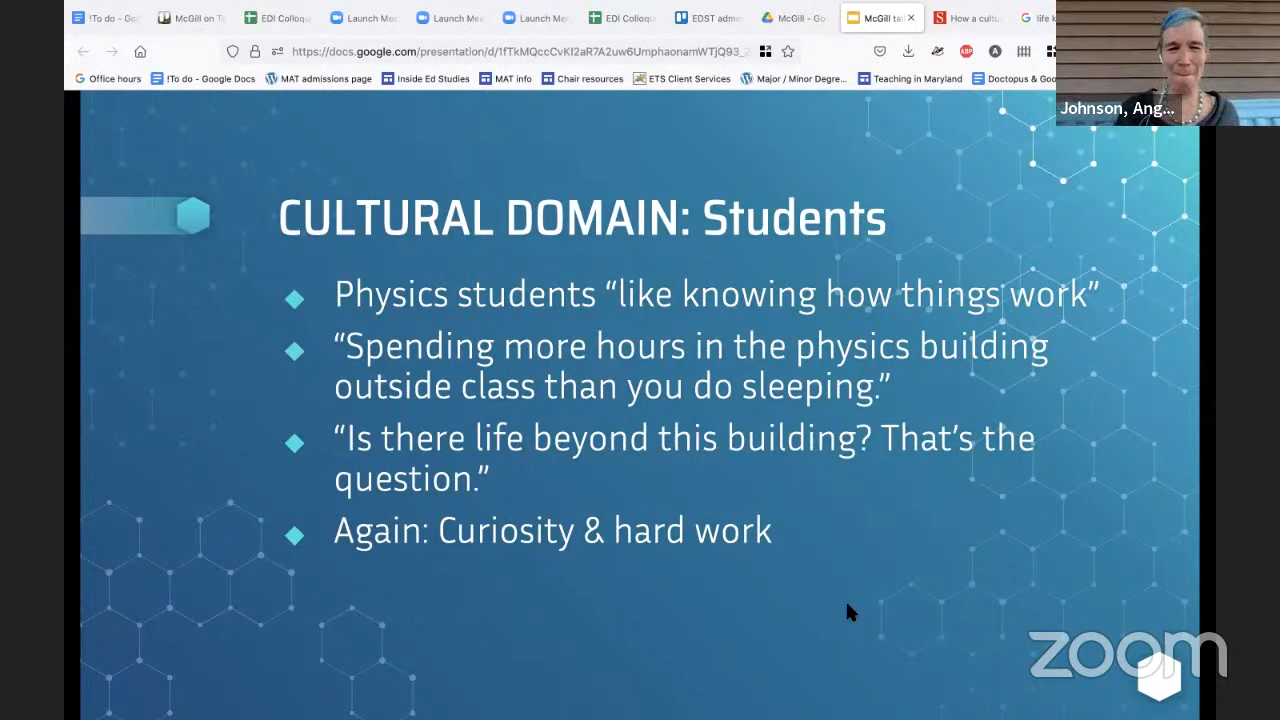 !To do - Goo
McGill on To
EDI Colloqu
Launch Mee
Launch Mee
Launch Mee
EDI Colloqu
EDST admi
McGill - Go
McGill tal
How a cultu
life k
https://docs.google.com/presentation/d/1fTkMQccCvKI2aR7A2uw6UmphaonamWTjQ93_2
Office hours
!To do - Google Docs
MAT admissions page
Inside Ed Studies
MAT info
Chair resources
ETS Client Services
Major / Minor Degre...
Teaching in Maryland
Doctopus & Goo
Johnson, Ang...
CULTURAL DOMAIN: Students
Physics students “like knowing how things work”
“Spending more hours in the physics building
outside class than you do sleeping.”
“Is there life beyond this building? That’s the
question.”
Again: Curiosity & hard work
zoom